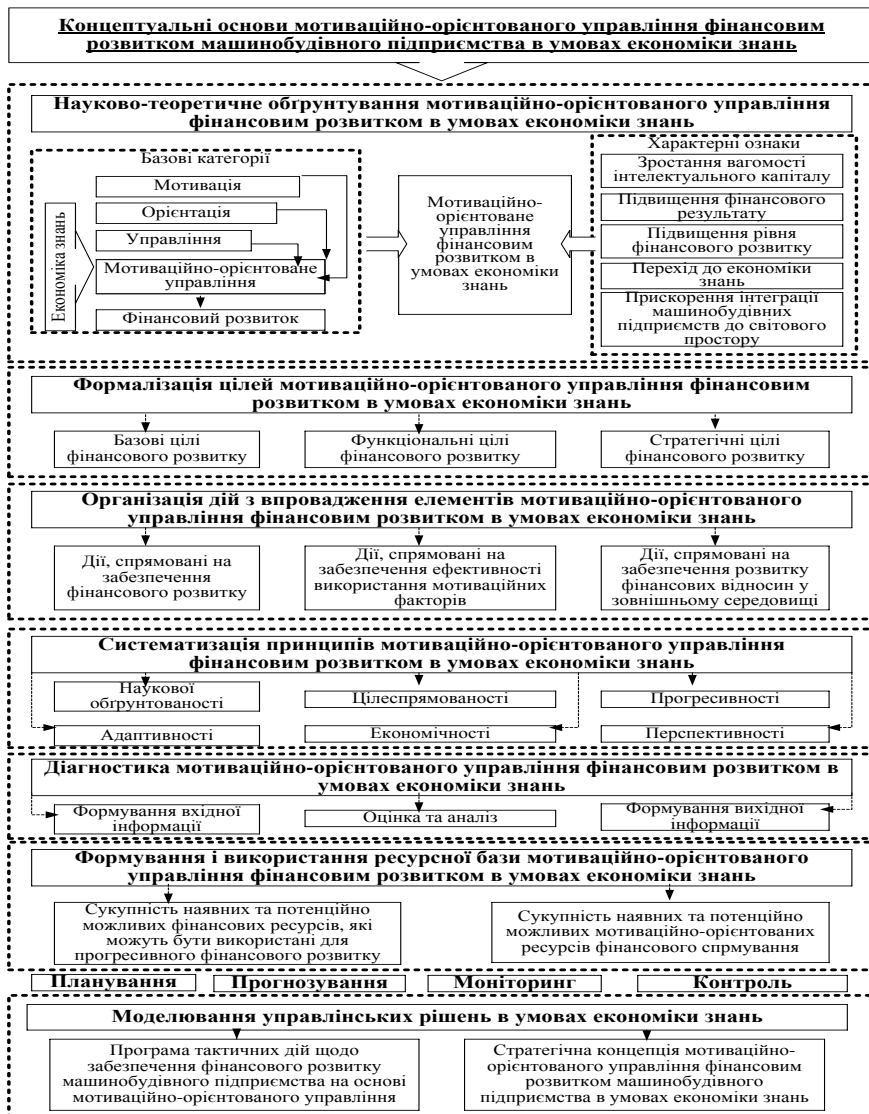 Концептуальні основи мотиваційно-орієнтованого управління фінансовим
розвитком машинобудівного підприємства в умовах економіки знань
Науково-теоретичне обґрунтування мотиваційно-орієнтованого управління
фінансовим розвитком в умовах економіки знань
Базові категорії
Економіка знань
Мотивація
Орієнтація
Управління
Мотиваційно-орієнтоване
управління
Фінансовий розвиток
Мотиваційно-
орієнтоване
управління
фінансовим
розвитком в
умовах економіки
знань
Характерні ознаки
Зростання вагомості
інтелектуального капіталу
Підвищення фінансового
результату
Підвищення рівня
фінансового розвитку
Перехід до економіки
знань
Прискорення інтеграції
машинобудівних
підприємств до світового
простору
Формалізація цілей мотиваційно-орієнтованого управління фінансовим
розвитком в умовах економіки знань
Базові цілі
фінансового розвитку
Функціональні цілі
фінансового розвитку
Стратегічні цілі
фінансового розвитку
Організація дій з впровадження елементів мотиваційно-орієнтованого
управління фінансовим розвитком в умовах економіки знань
Дії, спрямовані на
забезпечення
фінансового розвитку
Дії, спрямовані на
забезпечення ефективності
використання мотиваційних
факторів
Дії, спрямовані на
забезпечення розвитку
фінансових відносин у
зовнішньому середовищі
Систематизація принципів мотиваційно-орієнтованого управління
фінансовим розвитком в умовах економіки знань
Наукової
обґрунтованості
Цілеспрямованості
Прогресивності
Адаптивності
Економічності
Перспективності
Діагностика мотиваційно-орієнтованого управління фінансовим розвитком в
умовах економіки знань
Формування вхідної
інформації
Оцінка та аналіз
Формування вихідної
інформації
Формування і використання ресурсної бази мотиваційно-орієнтованого
управління фінансовим розвитком в умовах економіки знань
Сукупність наявних та потенційно
можливих фінансових ресурсів, які
можуть бути використані для
прогресивного фінансового розвитку
Сукупність наявних та потенційно
можливих мотиваційно-орієнтованих
ресурсів фінансового спрмування
Планування
Прогнозування
Моніторинг
Контроль
Моделювання управлінських рішень в умовах економіки знань
Програма тактичних дій щодо
забезпечення фінансового розвитку
машинобудівного підприємства на основі
мотиваційно-орієнтованого управління
Стратегічна концепція мотиваційно-
орієнтованого управління фінансовим
розвитком машинобудівного
підприємства в умовах економіки знань